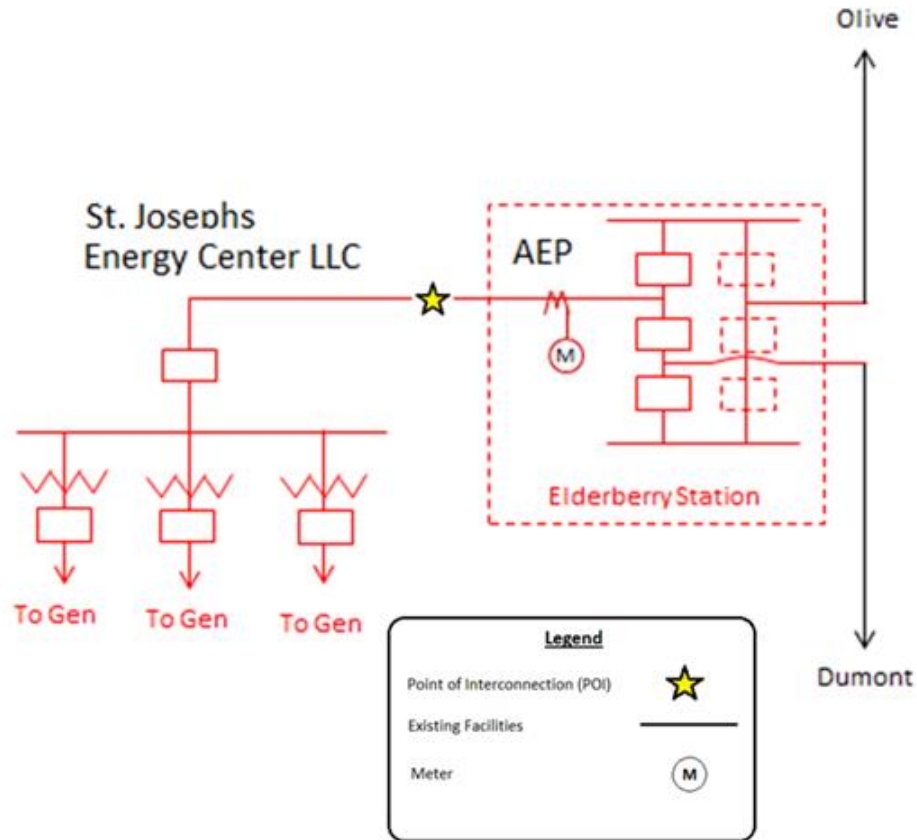 Olive
St. Josephs
Energy Center LLC
AEP
M
Elderberry Station
To Gen
To Gen
To Gen
Dumont
Legend
Point of Interconnection (POI)
Existing Facilities
Meter
M